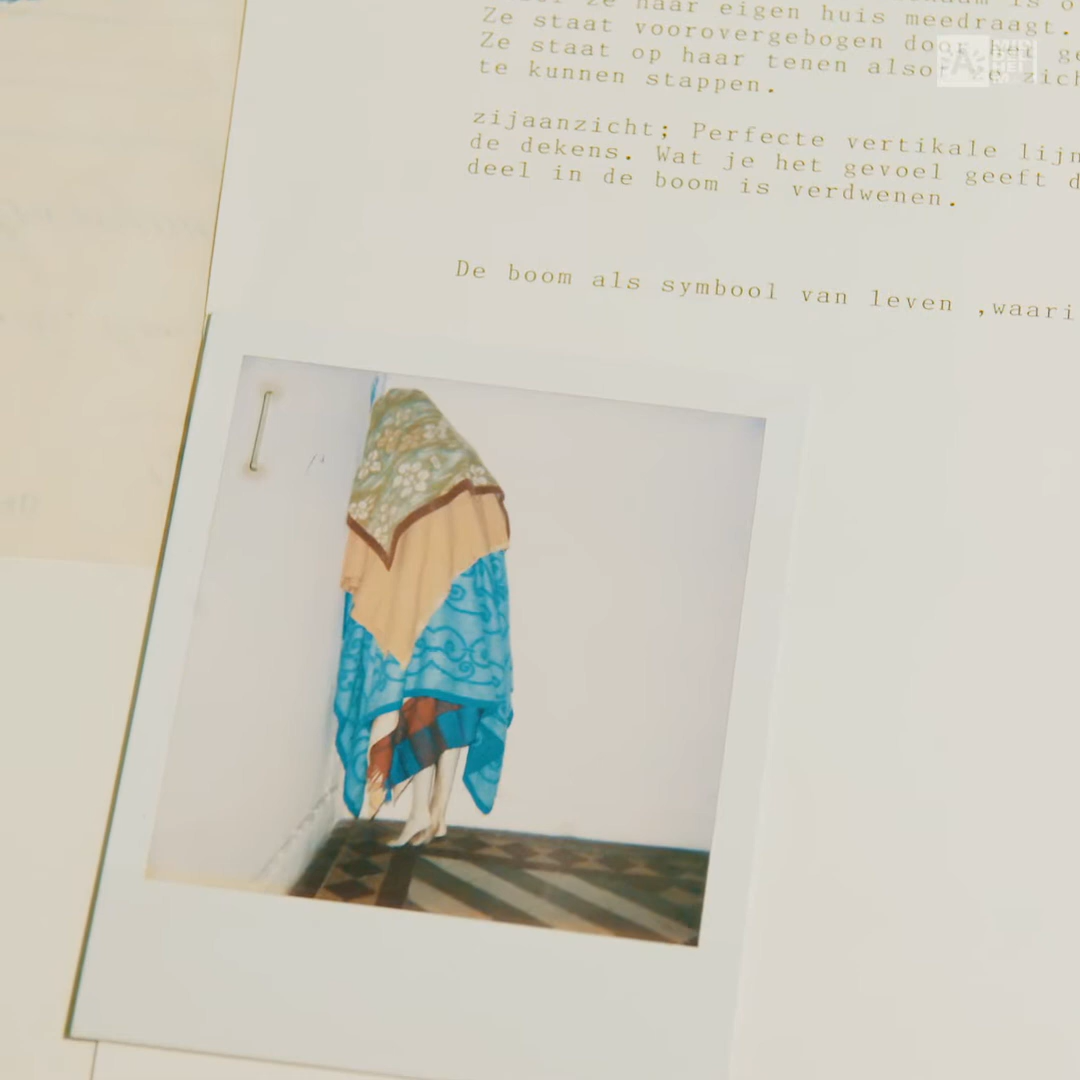 ze haar eigen huis meedraagt.
Ze staat voorovergebogen door het
Ze staat op haar tenen
te kunnen stappen.
zijaanzicht; Perfecte vertikale lijn
de dekens. Wat je het gevoel geeft d
deel in de boom is verdwenen.
De boom als symbool van leven ,waari